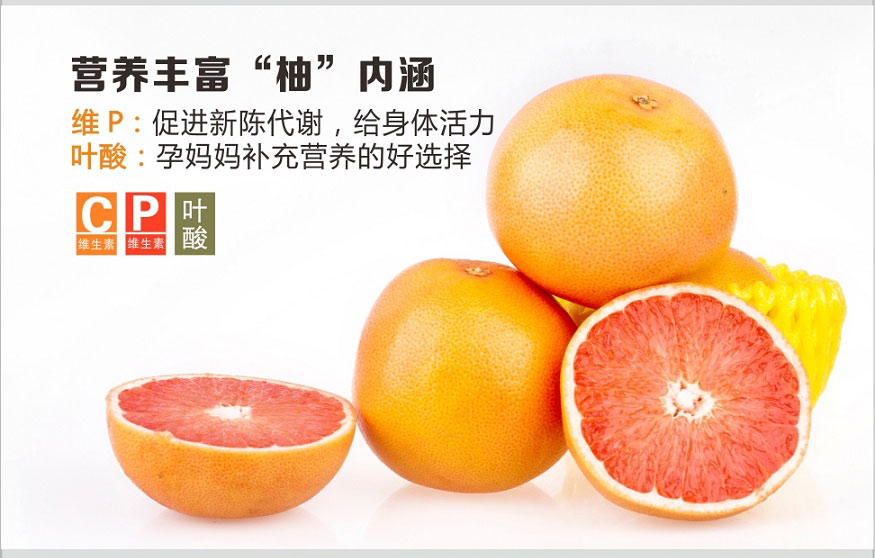 营养丰富“柚”内涵
维 P：促进新陈代谢，给身体活力
叶酸：孕妈妈补充营养的好选择
C 维生素
P 维生素
叶酸